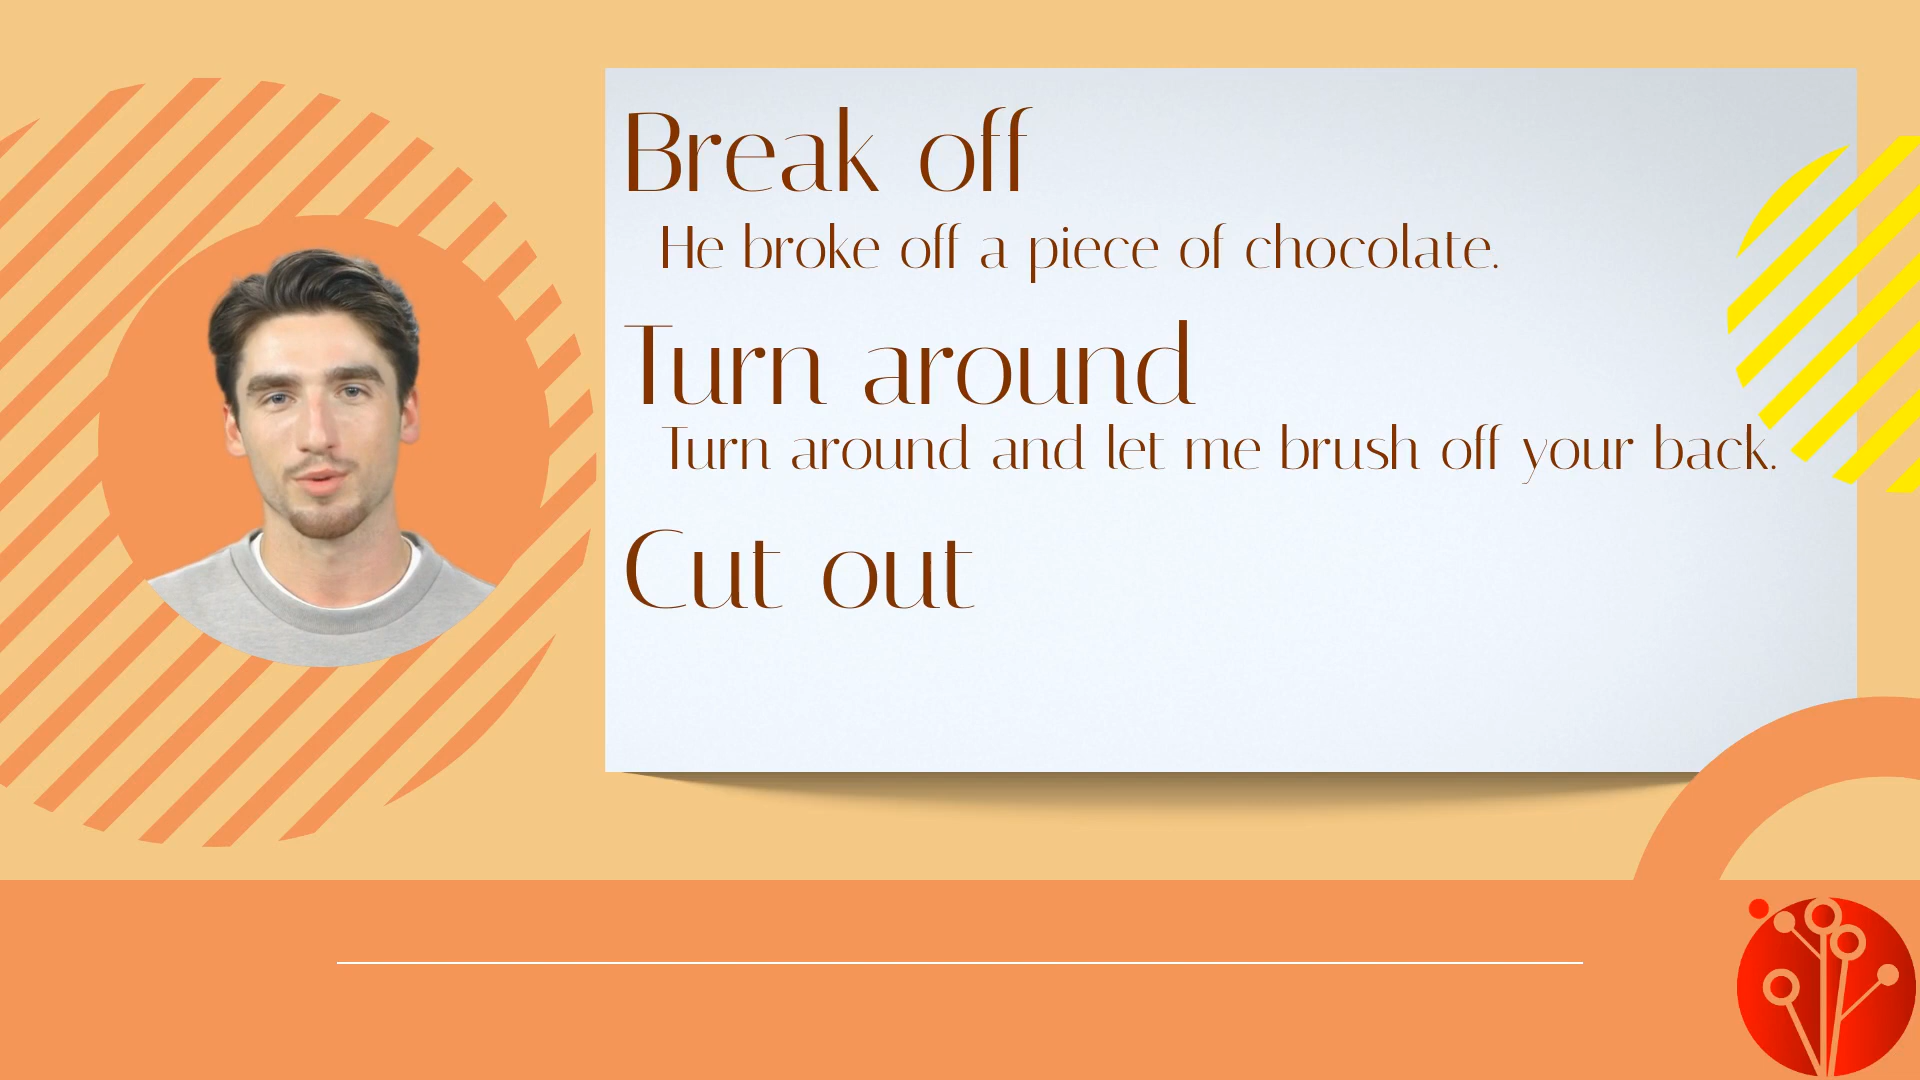 Break off
He broke off a piece of chocolate.
Turn around
Turn around and let me brush off your back.
Cut out